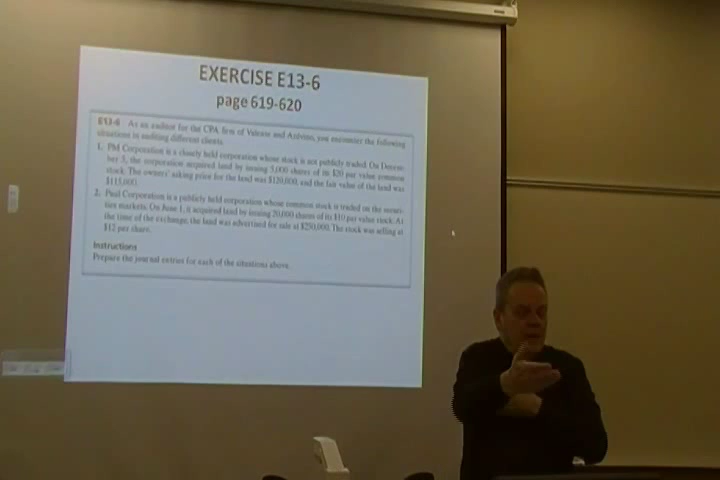 EXERCISE E13-6
page 619-620
E13-6 As an auditor for the CPA firm of and you encounter the following
situations in auditing different clients.
1. PM Corporation is a closely held corporation whose stock is not publicly traded. On Decem-
ber 5, the corporation acquired land by issuing 5,000 shares of its $20 par value common
stock. The owners' asking price for the land was $120,000, and the fair value of the land was
$115,000.
2. Paul Corporation is a publicly held corporation whose common stock is traded on the securi-
ties markets. On June 1, it acquired land by issuing 20,000 shares of its $10 par value stock. At
the time of the exchange, the land was advertised for sale at $250,000. The stock was selling at
$12 per share.
Instructions
Prepare the journal entries for each of the situations above.